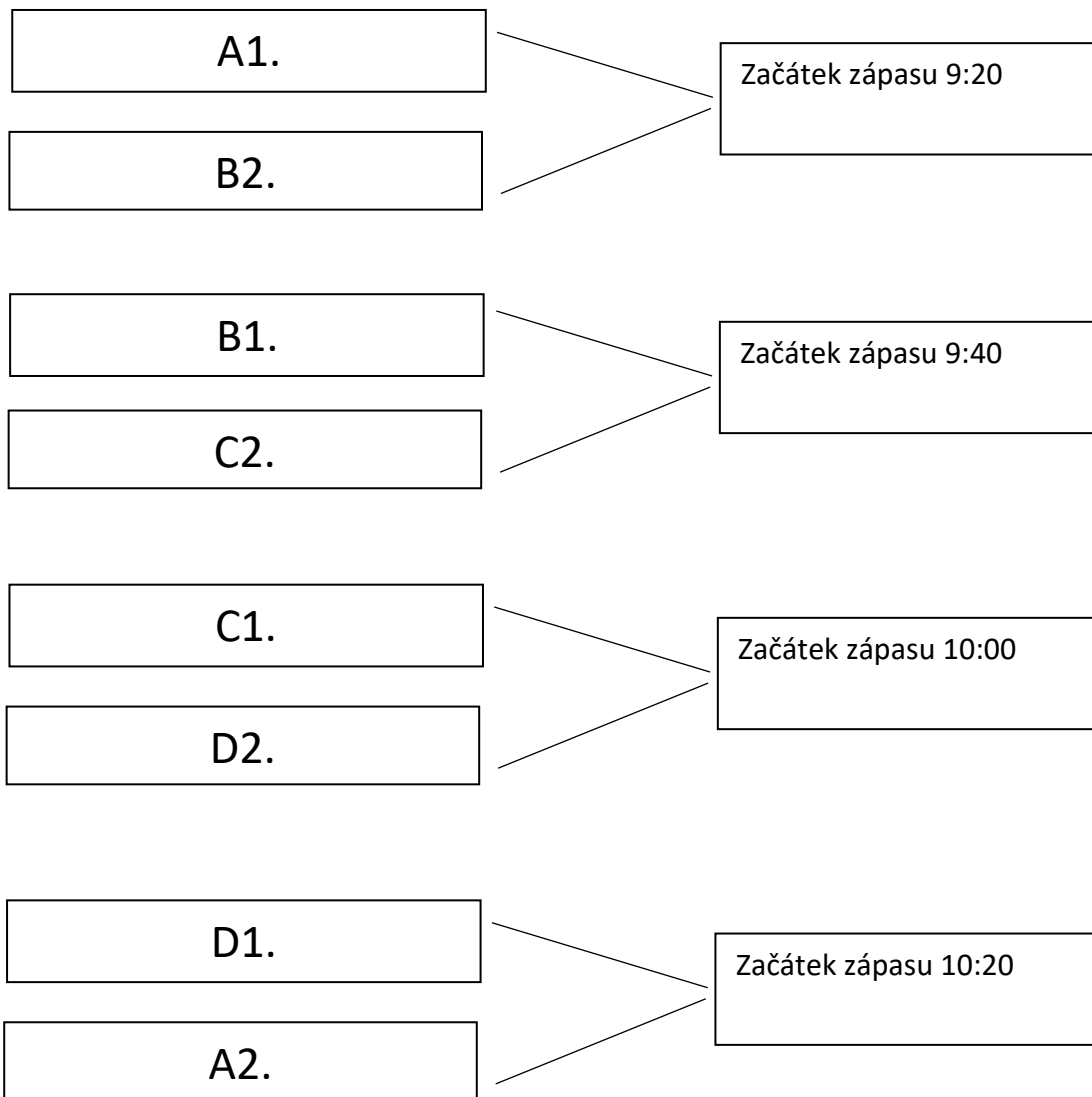 A1.
Začátek zápasu 9:20
B2.
B1.
Začátek zápasu 9:40
C2.
C1.
Začátek zápasu 10:00
D2.
D1.
Začátek zápasu 10:20
A2.